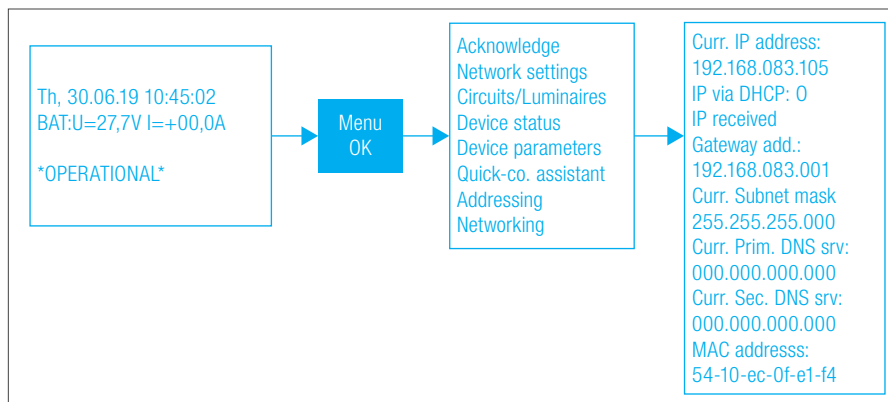 Th, 30.06.19 10:45:02
BAT:U=27,7V I=+00,0A
*OPERATIONAL*
Menu
OK
Acknowledge
Network settings
Circuits/Luminaires
Device status
Device parameters
Quick-co. assistant
Addressing
Networking
Curr. IP address:
192.168.083.105
IP via DHCP: O
IP received
Gateway add.:
192.168.083.001
Curr. Subnet mask
255.255.255.000
Curr. Prim. DNS srv:
000.000.000.000
Curr. Sec. DNS srv:
000.000.000.000
MAC addresss:
54-10-ec-0f-e1-f4